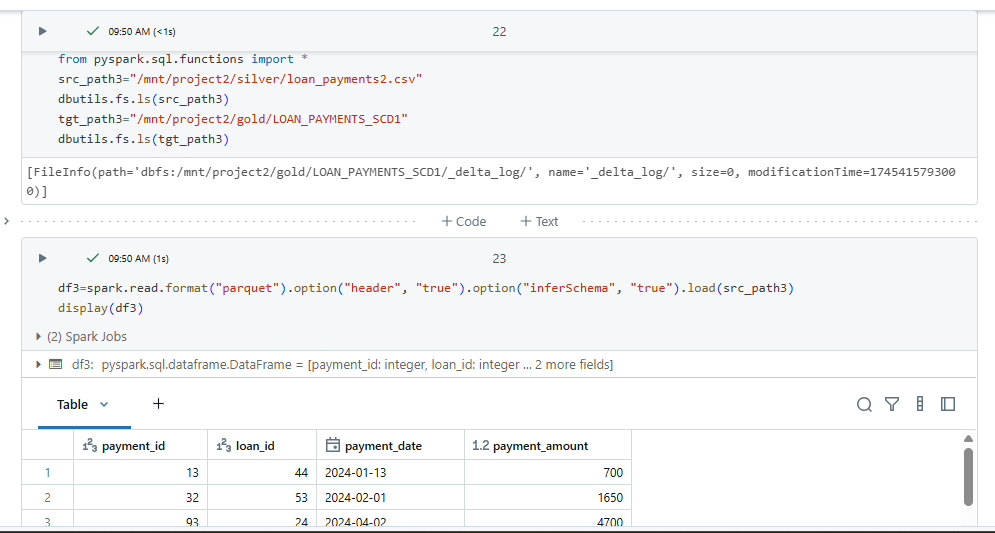 09:50 AM (<1s)
22
from pyspark.sql.functions import *
src_path3="/mnt/project2/silver/loan_payments2.csv"
dbutils.fs.ls(src_path3)
tgt_path3="/mnt/project2/gold/LOAN_PAYMENTS_SCD1"
dbutils.fs.ls(tgt_path3)
[FileInfo(path='dbfs:/mnt/project2/gold/LOAN_PAYMENTS_SCD1/_delta_log/', name='_delta_log/', size=0, modificationTime=174541579300
0)]
+ Code + Text
09:50 AM (1s)
23
df3=spark.read.format("parquet").option("header", "true").option("inferSchema", "true").load(src_path3)
display(df3)
(2) Spark Jobs
df3: pyspark.sql.dataframe.DataFrame = [payment_id: integer, loan_id: integer ... 2 more fields]
Table +
123 payment_id 123 loan_id payment_date 1.2 payment_amount
1 13 44 2024-01-13 700
2 32 53 2024-02-01 1650
3 93 24 2024-04-02 4700